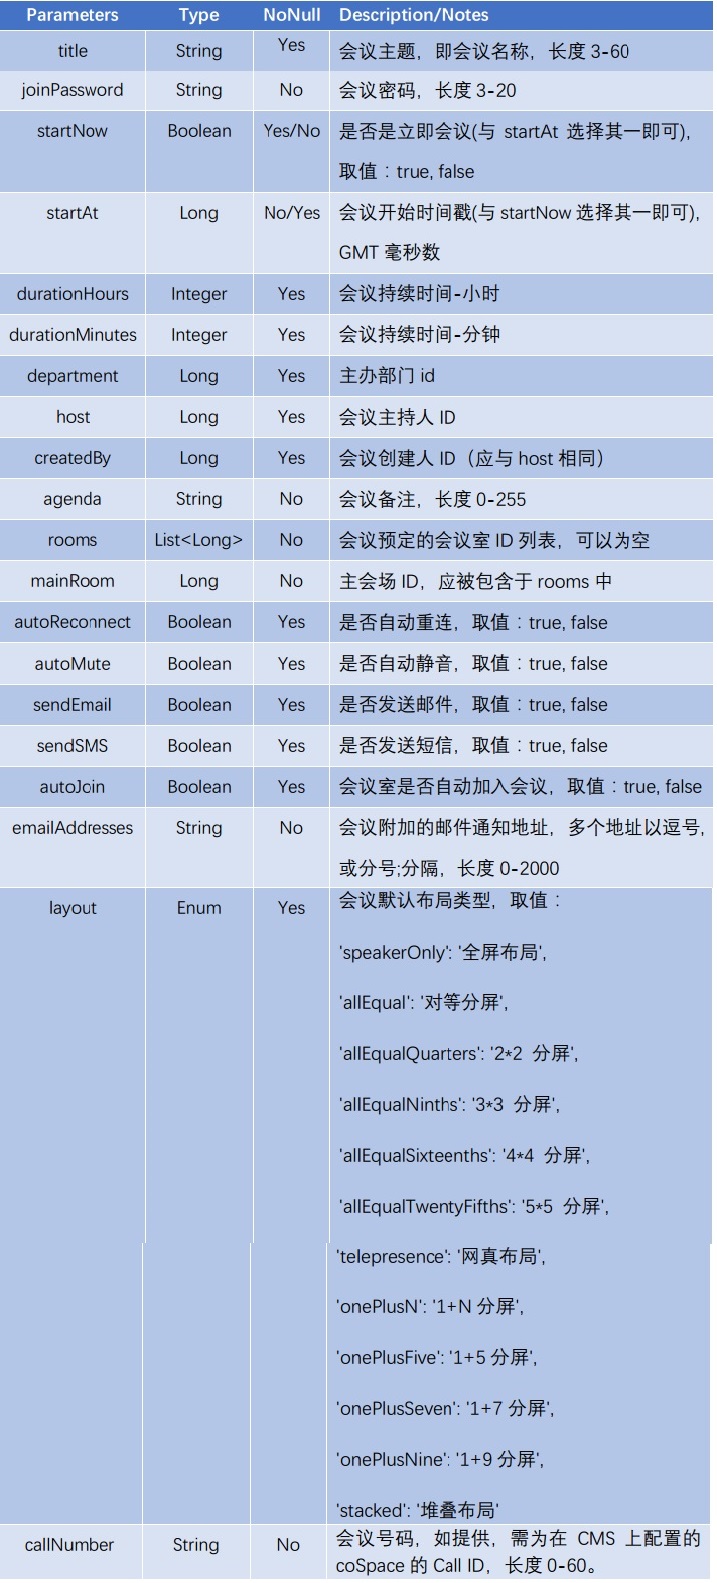 Parameters Type NoNull Description/Notes
title String Yes 会议主题，即会议名称，长度 3-60
joinPassword String No 会议密码，长度 3-20
startNow Boolean Yes/No 是否是立即会议(与 startAt 选择其一即可),
取值：true, false
startAt Long No/Yes 会议开始时间戳(与 startNow 选择其一即可),
GMT 毫秒数
durationHours Integer Yes 会议持续时间-小时
durationMinutes Integer Yes 会议持续时间-分钟
department Long Yes 主办部门 id
host Long Yes 会议主持人 ID
createdBy Long Yes 会议创建人 ID（应与 host 相同）
agenda String No 会议备注，长度 0-255
rooms List<Long> No 会议预定的会议室 ID 列表，可以为空
mainRoom Long No 主会场 ID，应被包含于 rooms 中
autoReconnect Boolean Yes 是否自动重连，取值：true, false
autoMute Boolean Yes 是否自动静音，取值：true, false
sendEmail Boolean Yes 是否发送邮件，取值：true, false
sendSMS Boolean Yes 是否发送短信，取值：true, false
autoJoin Boolean Yes 会议室是否自动加入会议，取值：true, false
emailAddresses String No 会议附加的邮件通知地址，多个地址以逗号,
或分号;分隔，长度 0-2000
layout Enum Yes 会议默认布局类型，取值：
'speakerOnly': '全屏布局',
'allEqual': '对等分屏',
'allEqualQuarters': '2*2 分屏',
'allEqualNinths': '3*3 分屏',
'allEqualSixteenths': '4*4 分屏',
'allEqualTwentyFifths': '5*5 分屏',
'telepresence': '网真布局',
'onePlusN': '1+N 分屏',
'onePlusFive': '1+5 分屏',
'onePlusSeven': '1+7 分屏',
'onePlusNine': '1+9 分屏',
'stacked': '堆叠布局'
callNumber String No 会议号码，如提供，需为在 CMS 上配置的
coSpace 的 Call ID，长度 0-60。